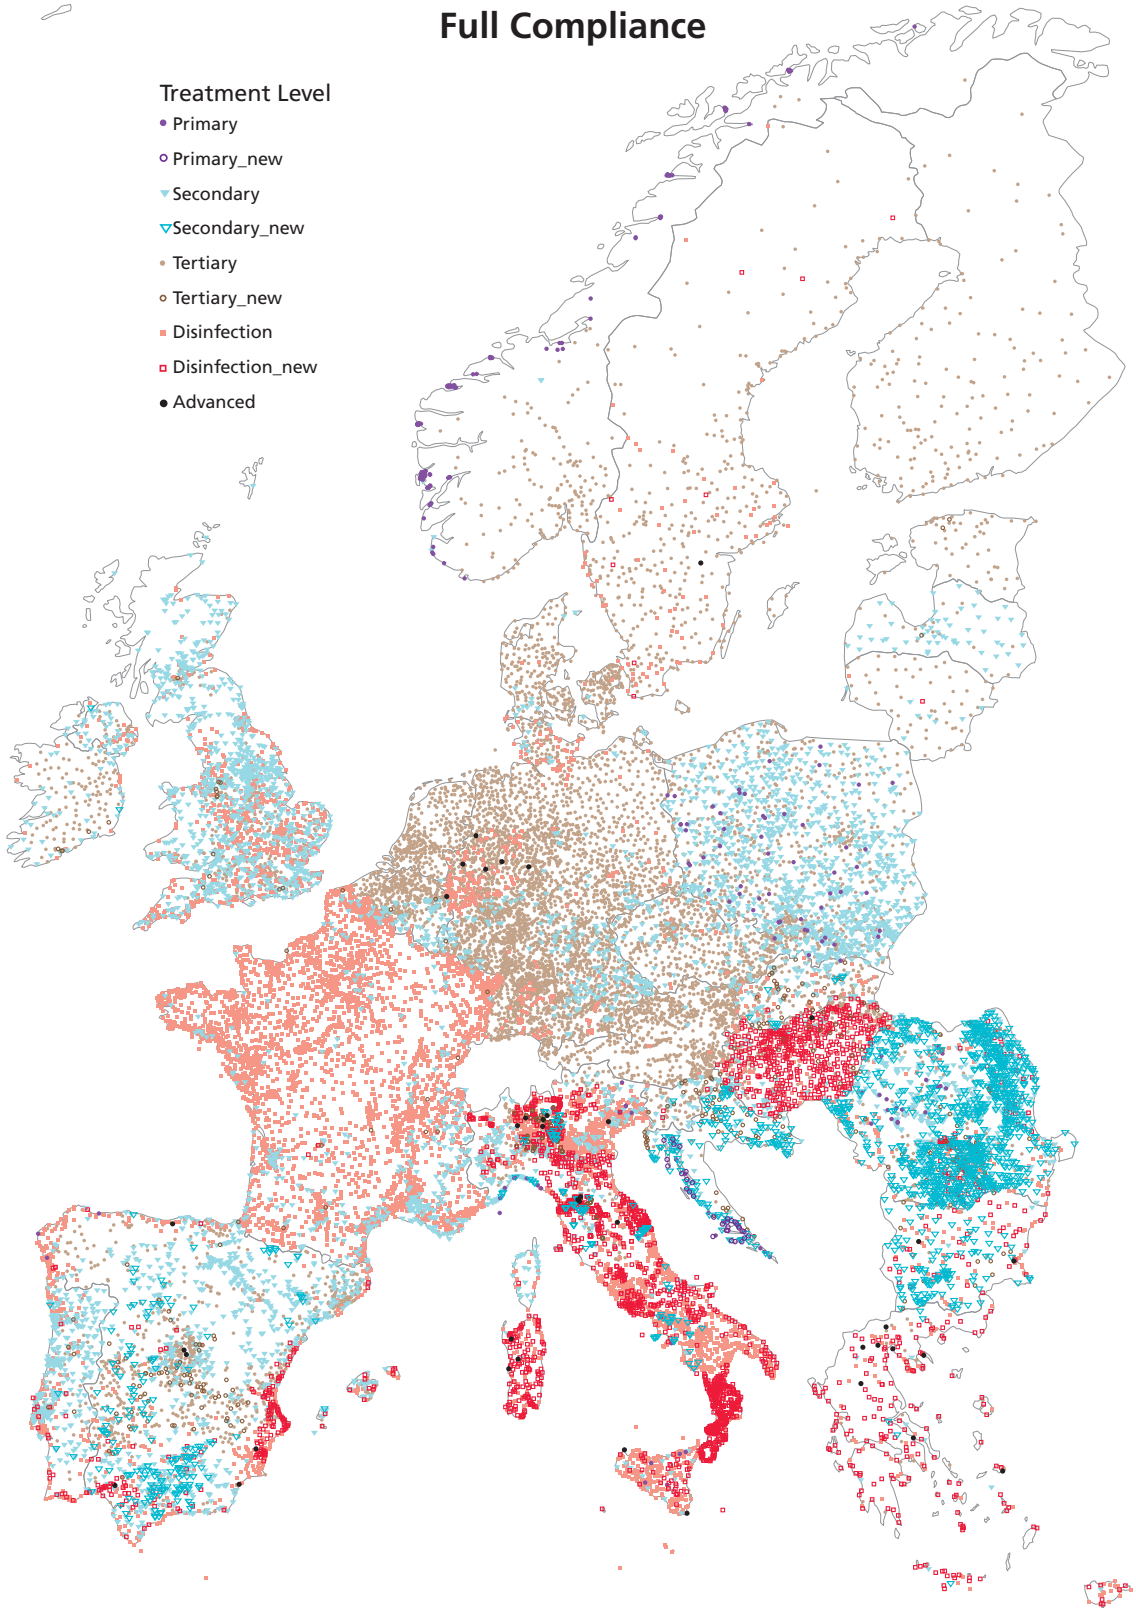 Full Compliance
Treatment Level
Primary
Primary_new
Secondary
Secondary_new
Tertiary
Tertiary_new
Disinfection
Disinfection_new
Advanced